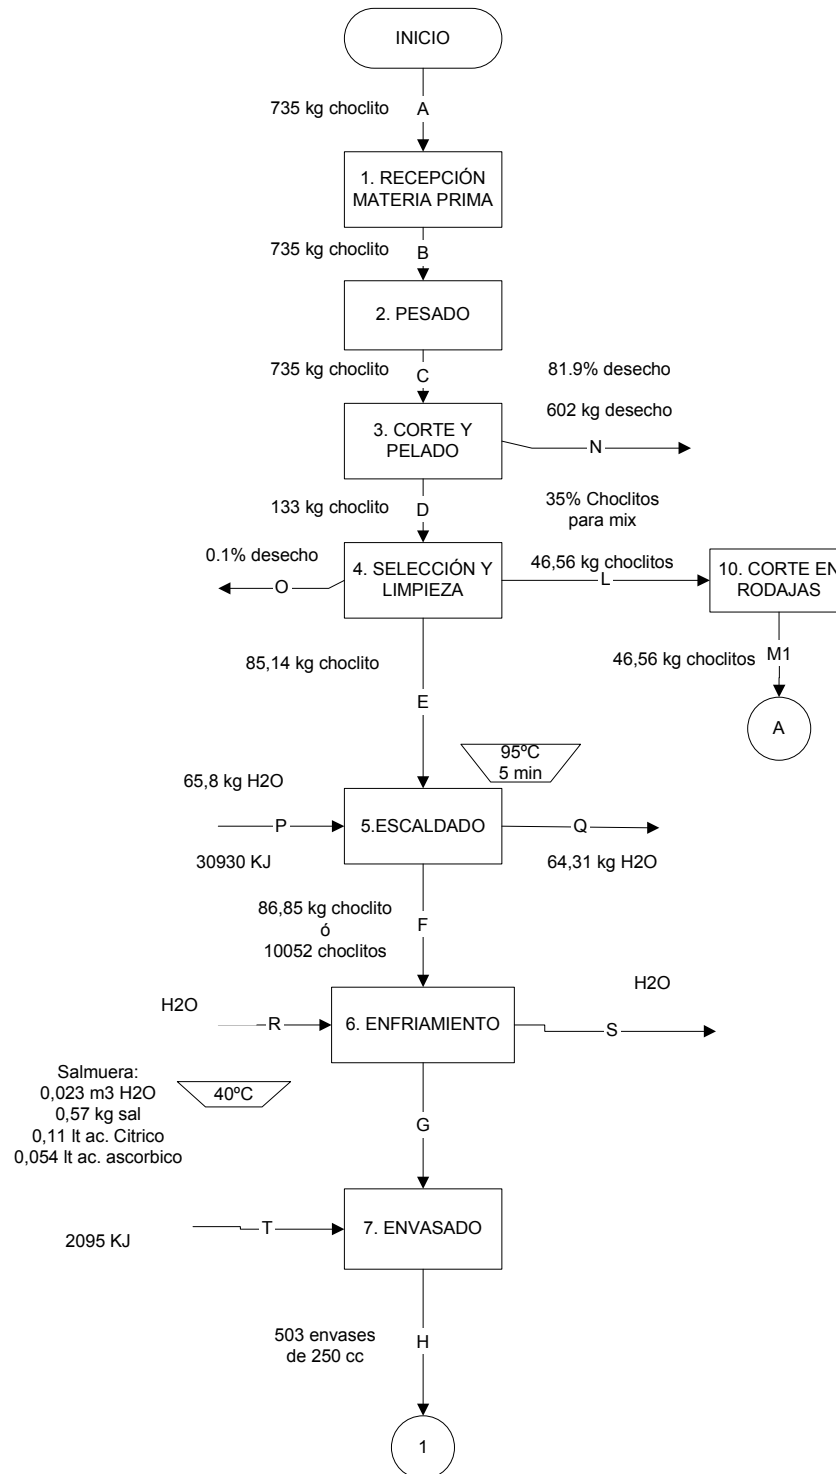 INICIO
735 kg choclito
A
1. RECEPCIÓN
MATERIA PRIMA
735 kg choclito
B
2. PESADO
735 kg choclito
C
81.9% desecho
602 kg desecho
3. CORTE Y
PELADO
N
133 kg choclito
D
35% Choclitos
para mix
0.1% desecho
O
4. SELECCIÓN Y
LIMPIEZA
46,56 kg choclitos
L
10. CORTE EN
RODAJAS
85,14 kg choclito
E
46,56 kg choclitos
M1
A
95ºC
5 min
65,8 kg H2O
P
30930 KJ
5.ESCALDADO
Q
64,31 kg H2O
86,85 kg choclito
ó
10052 choclitos
F
H2O
R
6. ENFRIAMIENTO
H2O
S
Salmuera:
0,023 m3 H2O
0,57 kg sal
0,11 lt ac. Citrico
0,054 lt ac. ascorbico
40ºC
G
T
2095 KJ
7. ENVASADO
503 envases
de 250 cc
H
1